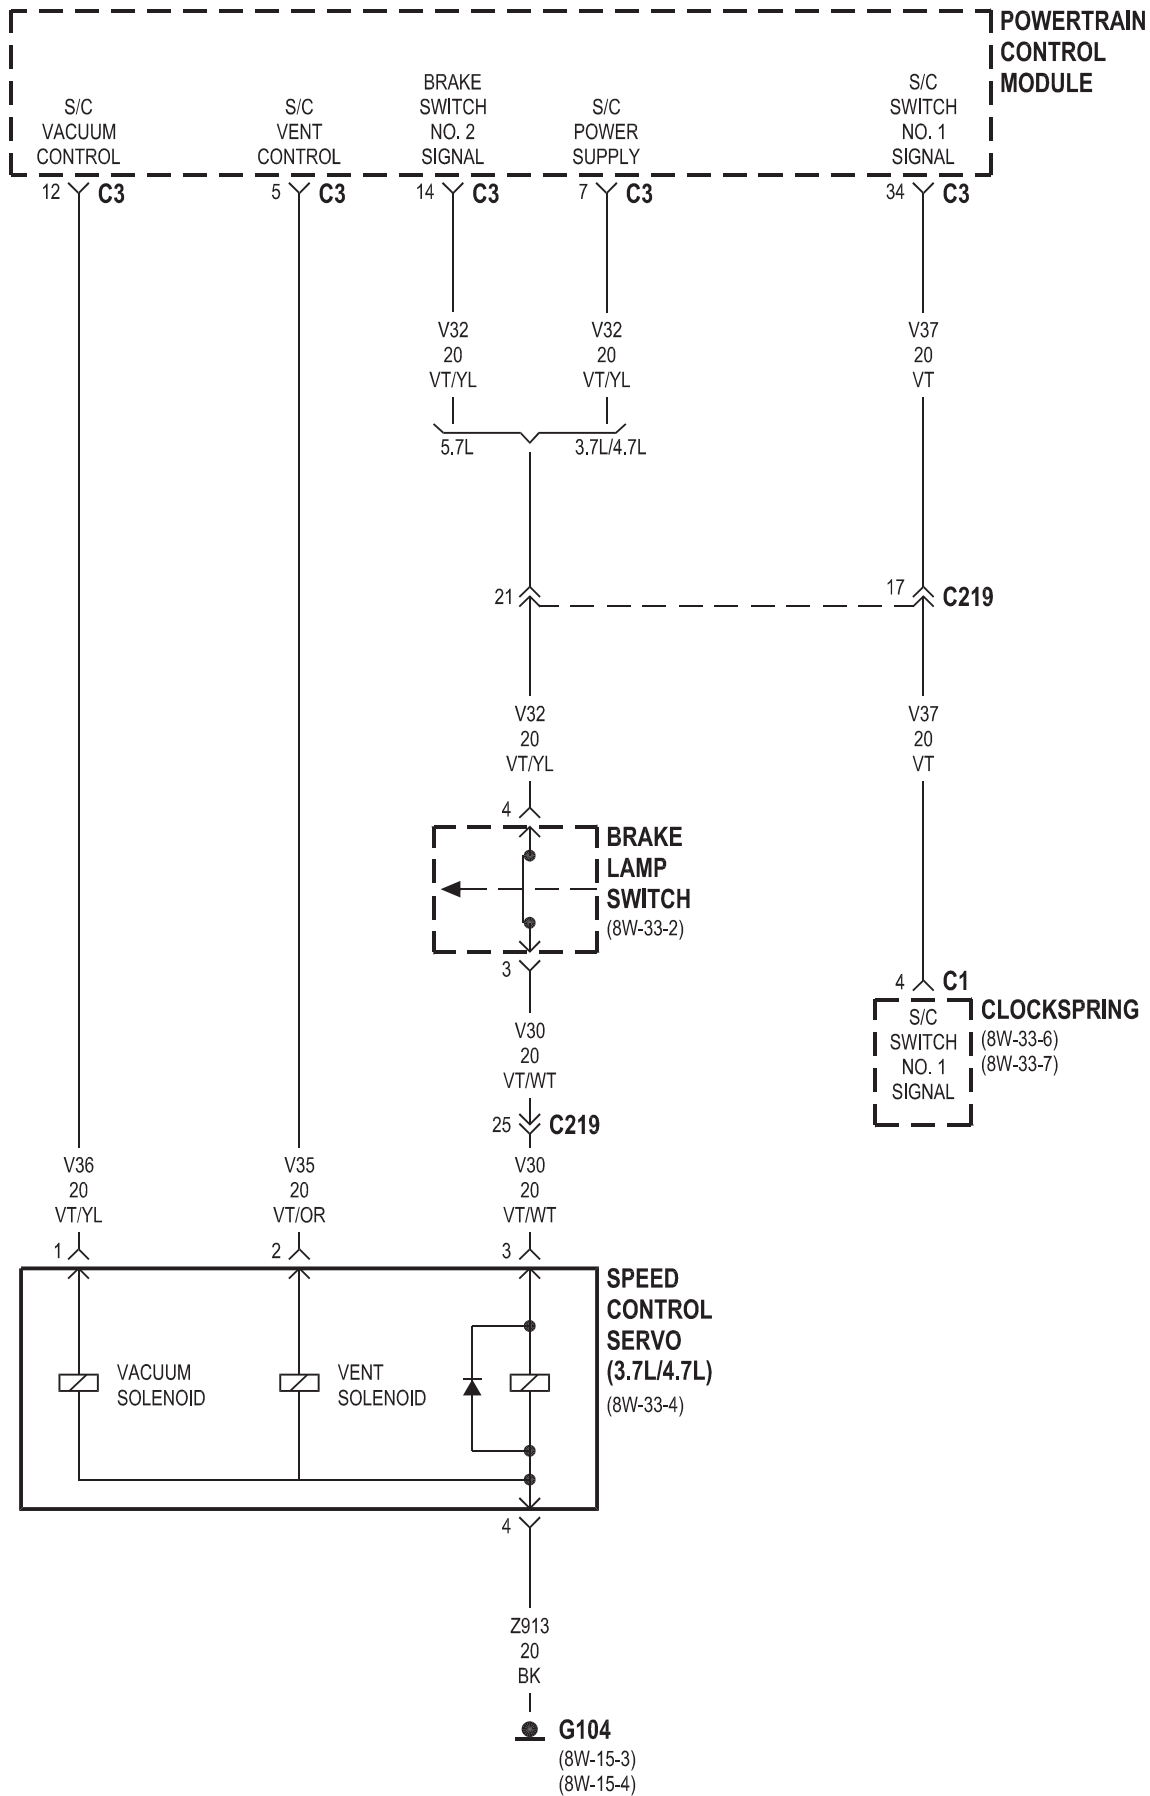 POWERTRAIN
CONTROL
MODULE
S/C
VACUUM
CONTROL
S/C
VENT
CONTROL
BRAKE
SWITCH
NO. 2
SIGNAL
S/C
POWER
SUPPLY
S/C
SWITCH
NO. 1
SIGNAL
12 C3
5 C3
14 C3
7 C3
34 C3
V32
20
VT/YL
V32
20
VT/YL
V37
20
VT
5.7L
3.7L/4.7L
21
17 C219
V32
20
VT/YL
V37
20
VT
4
BRAKE
LAMP
SWITCH
(8W-33-2)
3
4 C1
S/C
SWITCH
NO. 1
SIGNAL
CLOCKSPRING
(8W-33-6)
(8W-33-7)
V30
20
VT/WT
25 C219
V36
20
VT/YL
V35
20
VT/OR
V30
20
VT/WT
1
2
3
SPEED
CONTROL
SERVO
(3.7L/4.7L)
(8W-33-4)
VACUUM
SOLENOID
VENT
SOLENOID
4
Z913
20
BK
G104
(8W-15-3)
(8W-15-4)